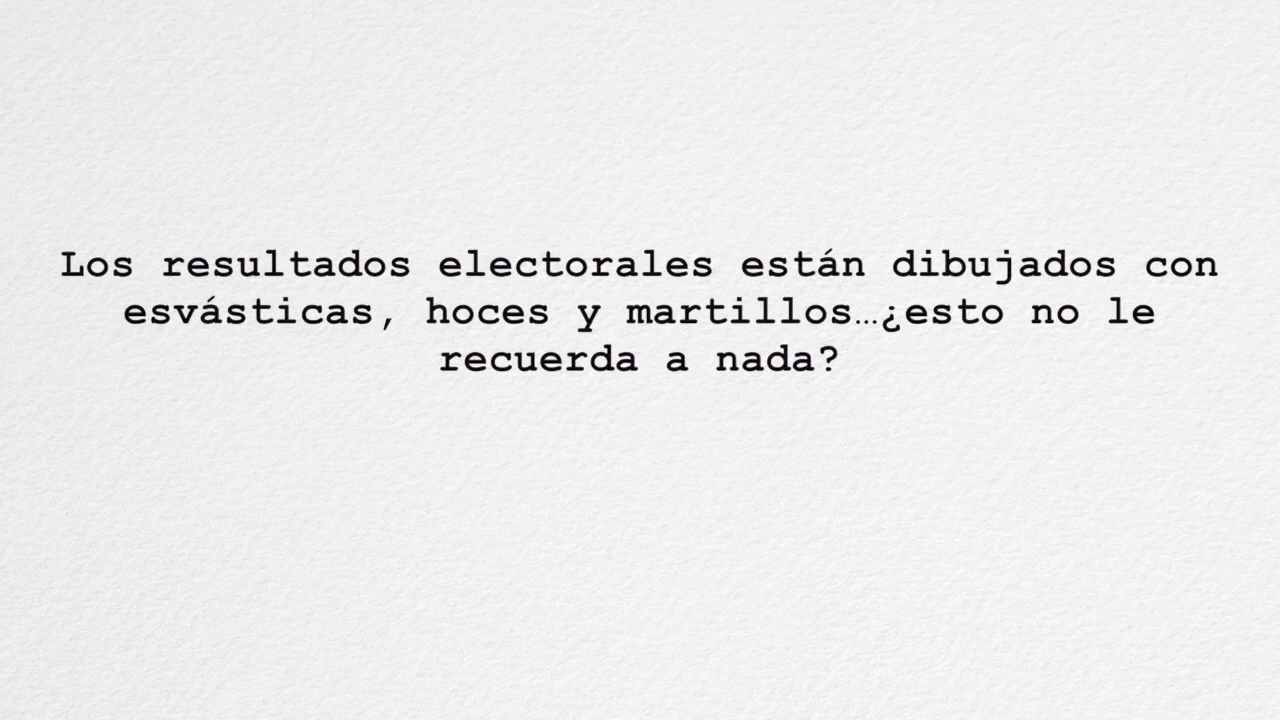 Los resultados electorales están dibujados con
esvásticas, hoces y martillos…¿esto no le
recuerda a nada?